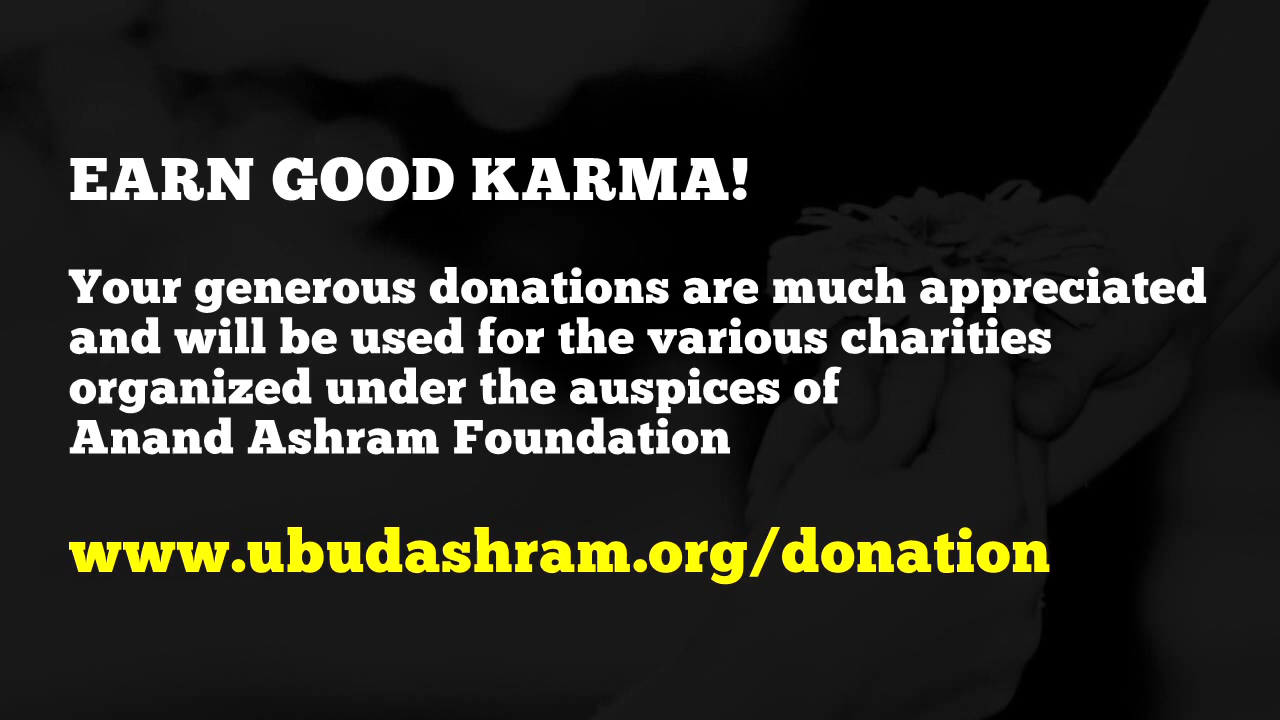 EARN GOOD KARMA!
Your generous donations are much appreciated
and will be used for the various charities
organized under the auspices of
Anand Ashram Foundation
www.ubudashram.org/donation